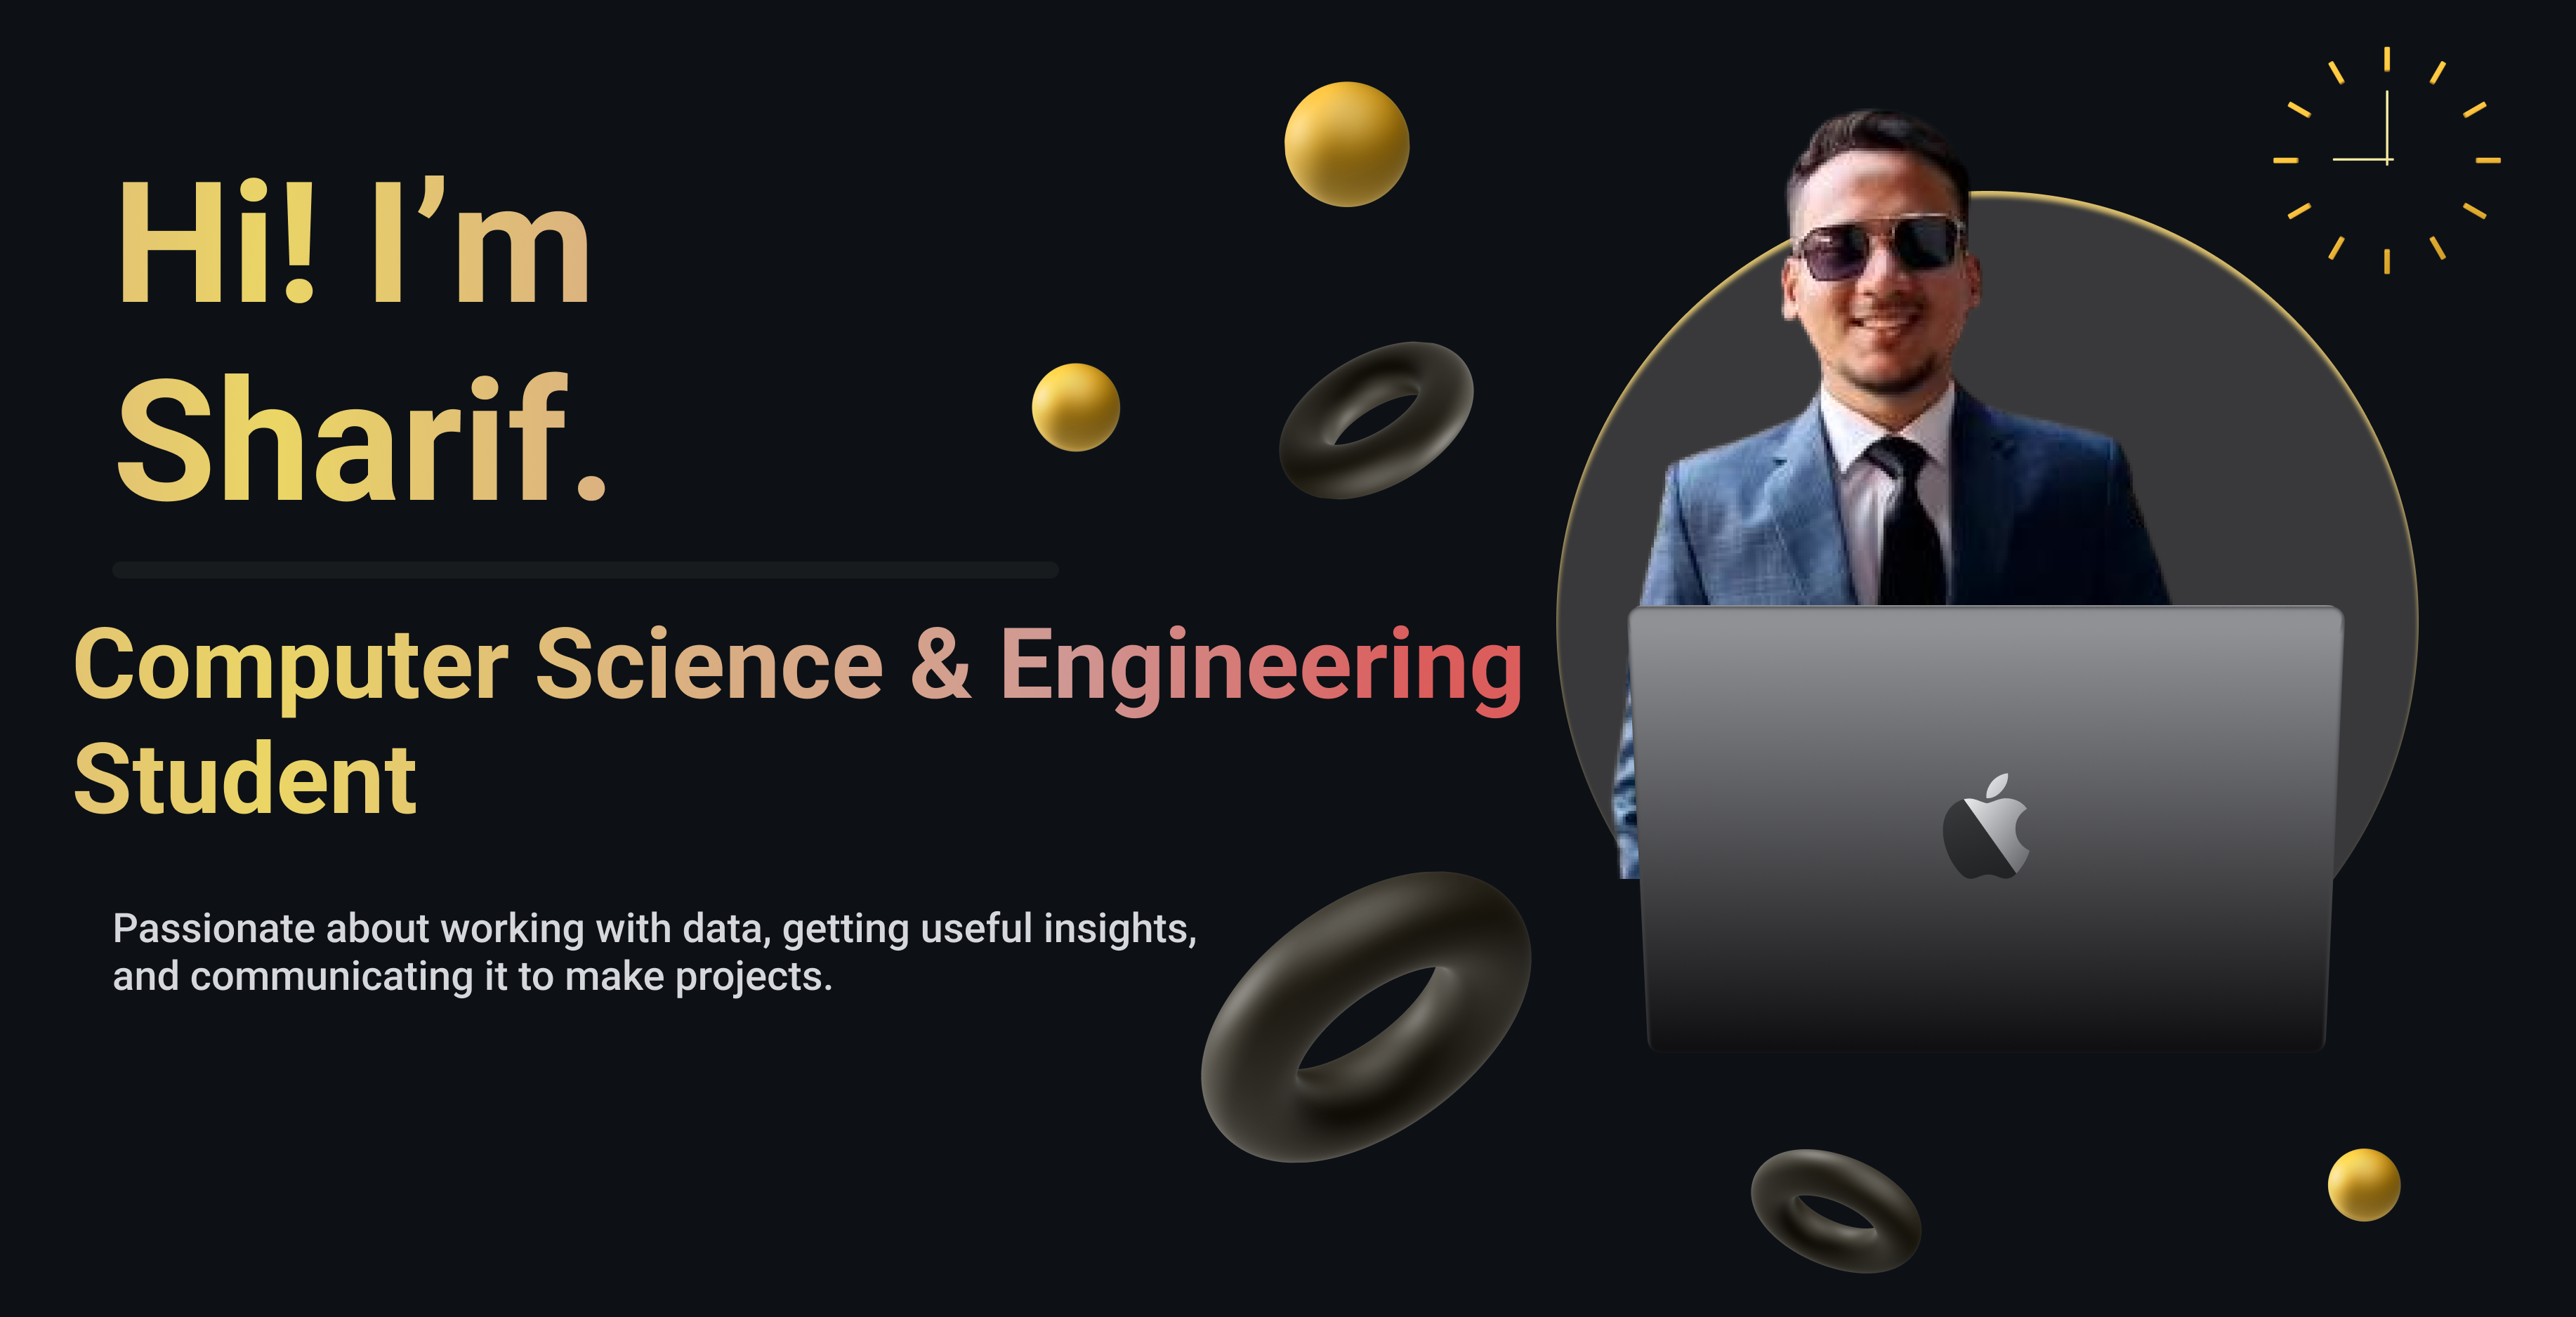 Hi! I’m
Sharif.
Computer Science & Engineering
Student
Passionate about working with data, getting useful insights,
and communicating it to make projects.